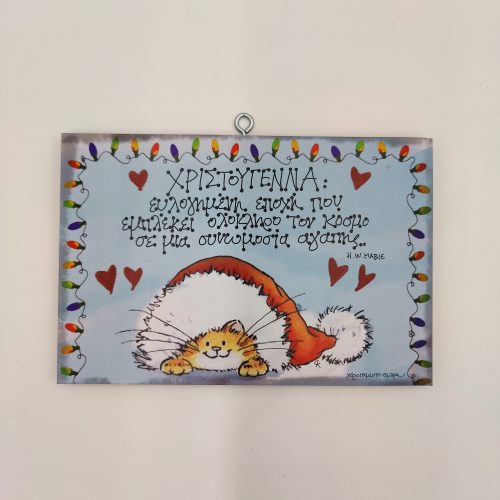 ΧΡΙΣΤΟΥΓΕΝΝΑ:
ευλογημένη εποχή που
εμπλέκει ολόκληρο τον κόσμο
σε μια συνωμοσία αγάπης..
H.W. MABIE